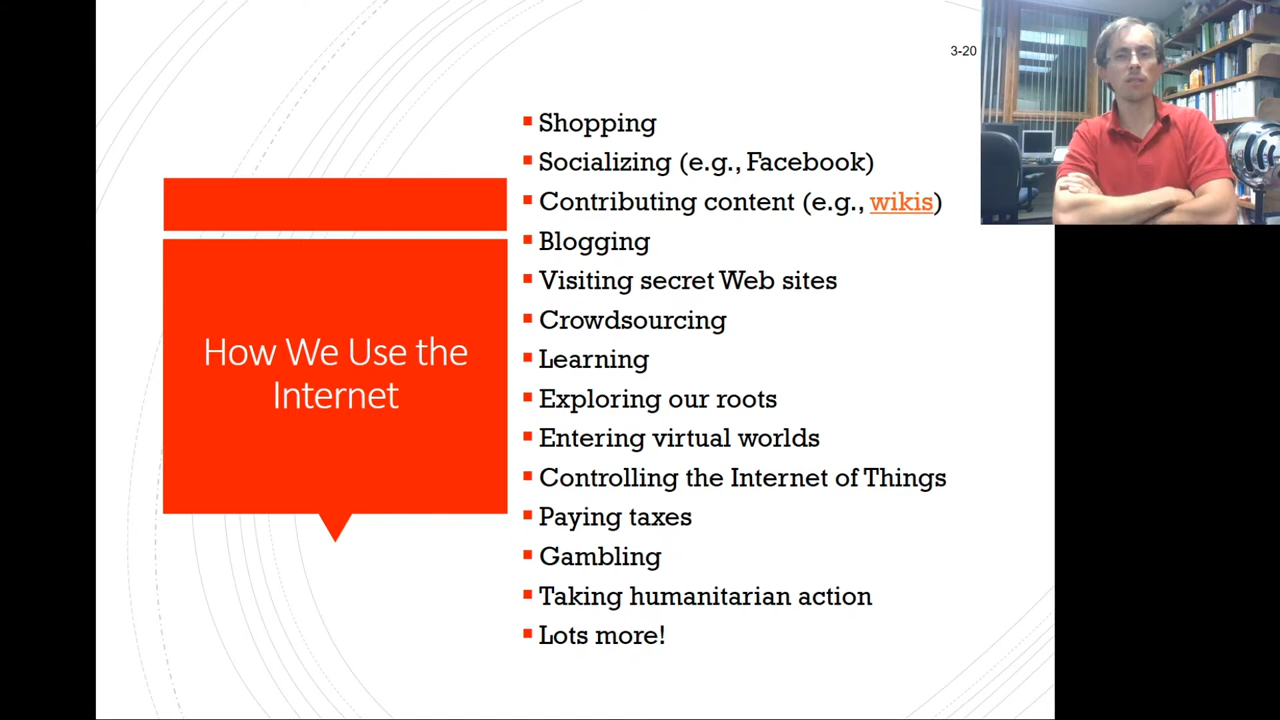 3-20
How We Use the
Internet
Shopping
Socializing (e.g., Facebook)
Contributing content (e.g., wikis)
Blogging
Visiting secret Web sites
Crowdsourcing
Learning
Exploring our roots
Entering virtual worlds
Controlling the Internet of Things
Paying taxes
Gambling
Taking humanitarian action
Lots more!